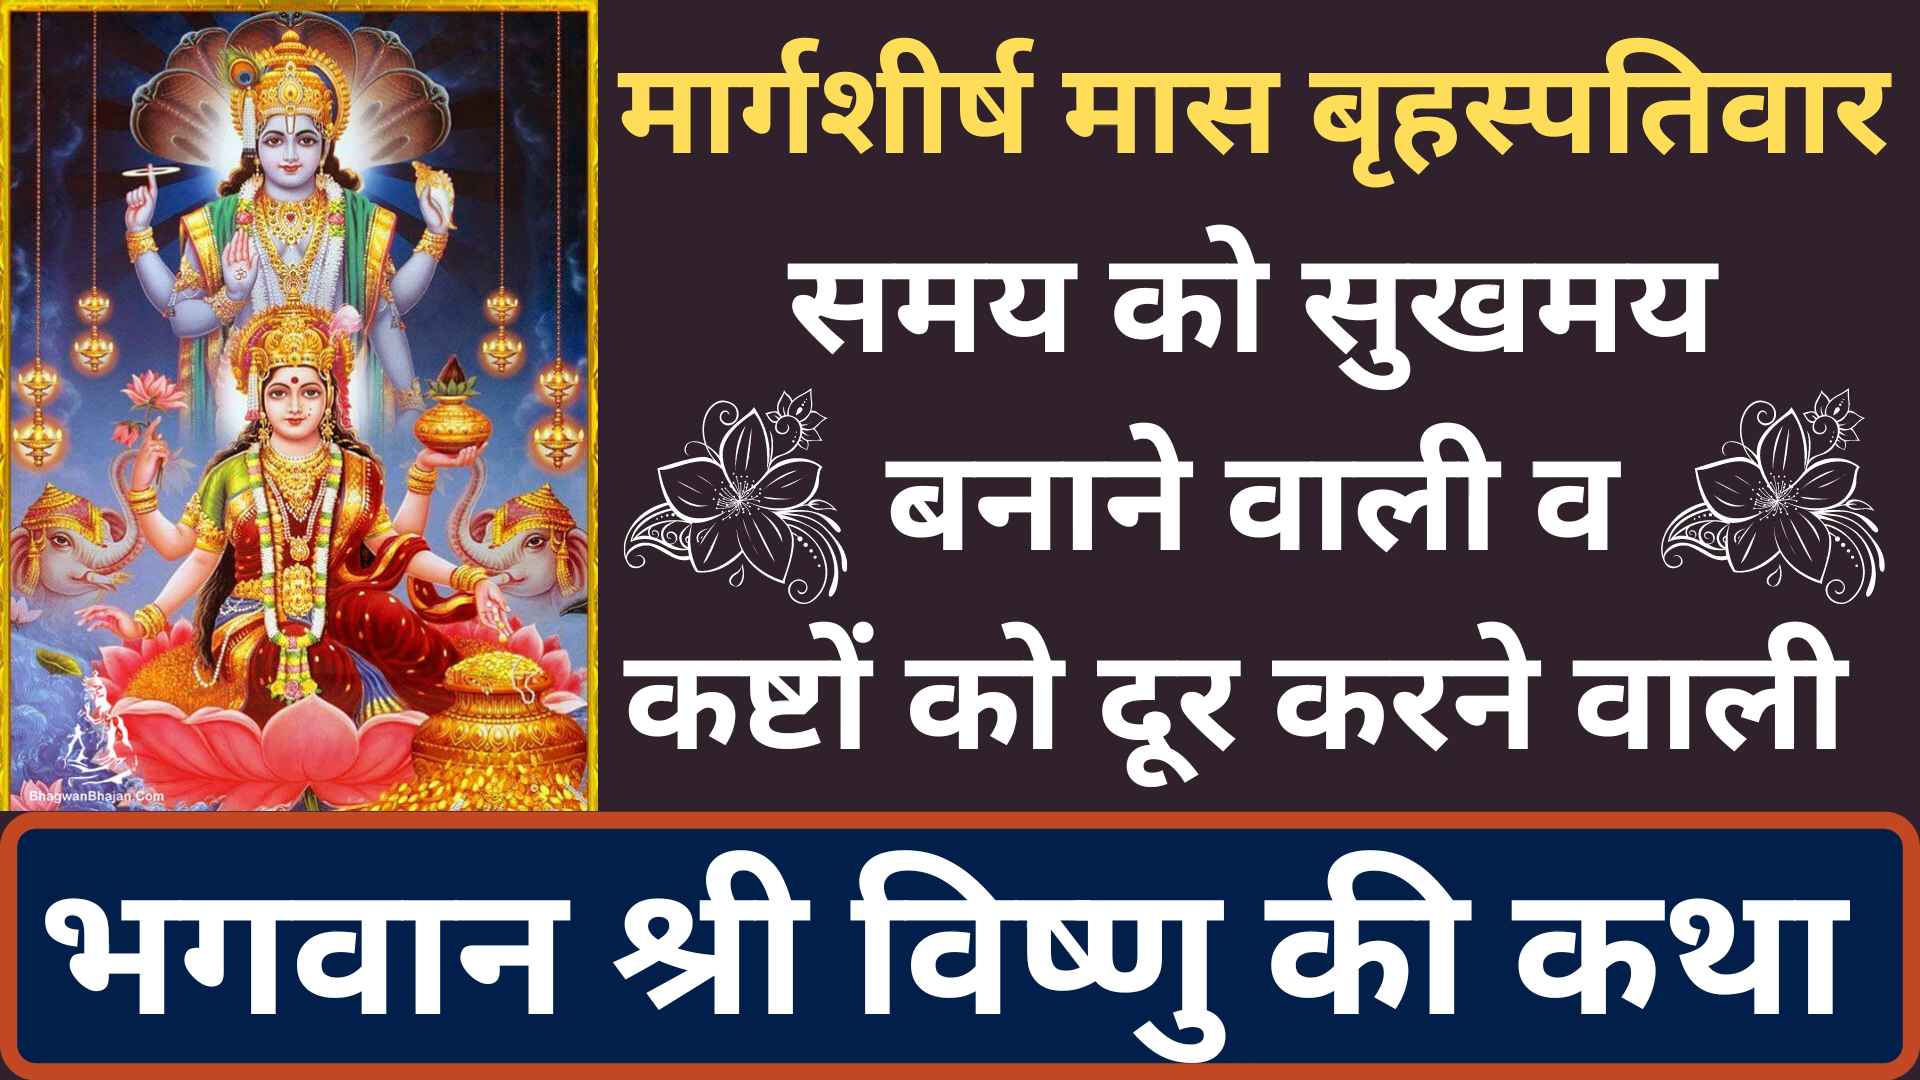 मार्गशीर्ष मास बृहस्पतिवार
समय को सुखमय
बनाने वाली व
कष्टों को दूर करने वाली
BhagwanBhajan.Com
भगवान श्री विष्णु की कथा